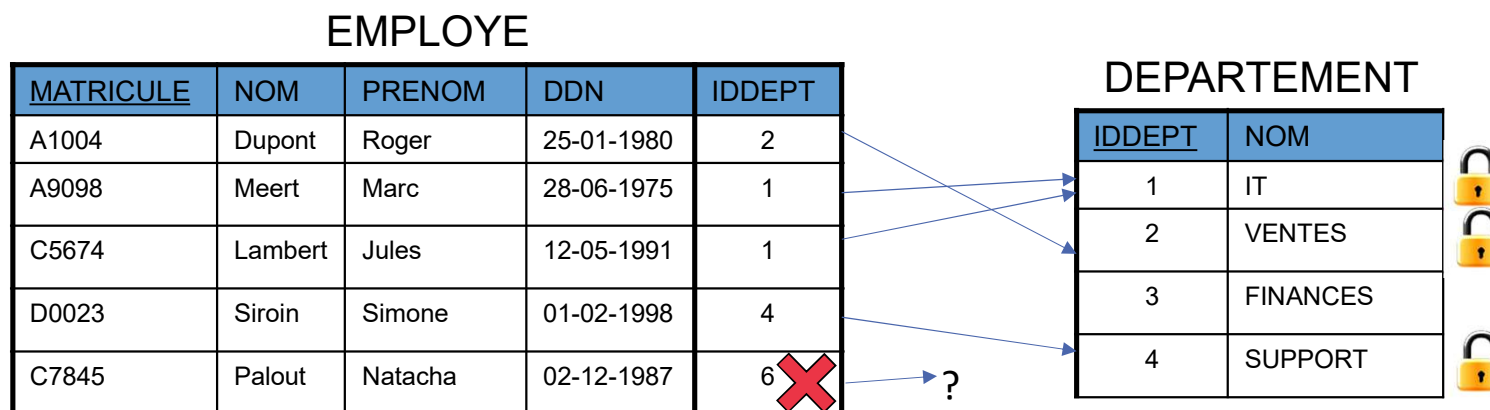 EMPLOYE
MATRICULE NOM PRENOM DDN IDDEPT
A1004 Dupont Roger 25-01-1980 2
A9098 Meert Marc 28-06-1975 1
C5674 Lambert Jules 12-05-1991 1
D0023 Siroin Simone 01-02-1998 4
C7845 Palout Natacha 02-12-1987 6
?
DEPARTEMENT
IDDEPT NOM
1 IT
2 VENTES
3 FINANCES
4 SUPPORT